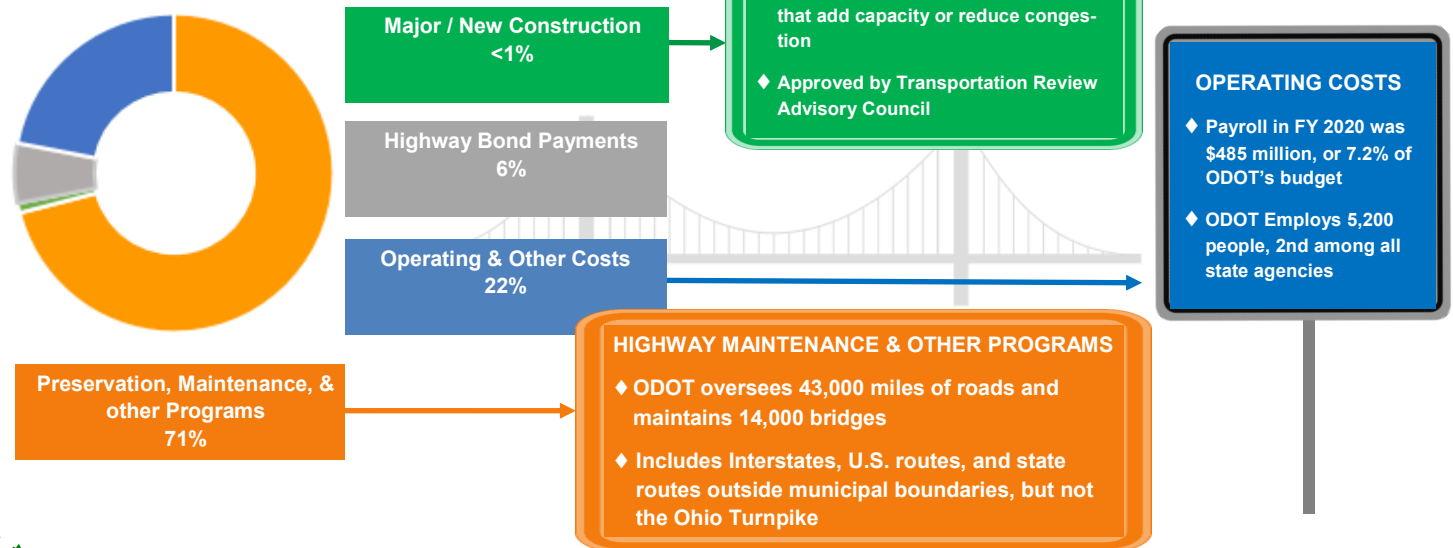 Major / New Construction
<1%
that add capacity or reduce conges-
tion
♦ Approved by Transportation Review
Advisory Council
Highway Bond Payments
6%
Operating & Other Costs
22%
OPERATING COSTS
♦ Payroll in FY 2020 was
$485 million, or 7.2% of
ODOT’s budget
♦ ODOT Employs 5,200
people, 2nd among all
state agencies
Preservation, Maintenance, &
other Programs
71%
HIGHWAY MAINTENANCE & OTHER PROGRAMS
♦ ODOT oversees 43,000 miles of roads and
maintains 14,000 bridges
♦ Includes Interstates, U.S. routes, and state
routes outside municipal boundaries, but not
the Ohio Turnpike